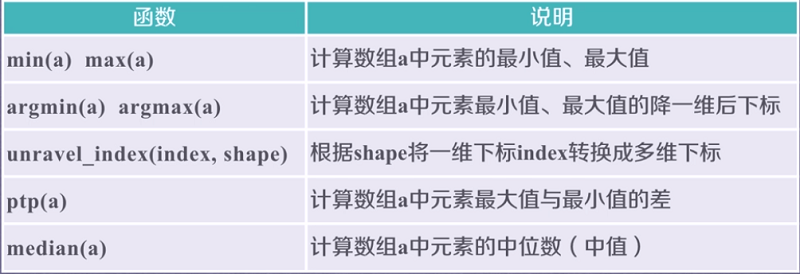 函数 说明
min(a) max(a) 计算数组a中元素的最小值、最大值
argmin(a) argmax(a) 计算数组a中元素最小值、最大值的降一维后下标
unravel_index(index, shape) 根据shape将一维下标index转换成多维下标
ptp(a) 计算数组a中元素最大值与最小值的差
median(a) 计算数组a中元素的中位数（中值）